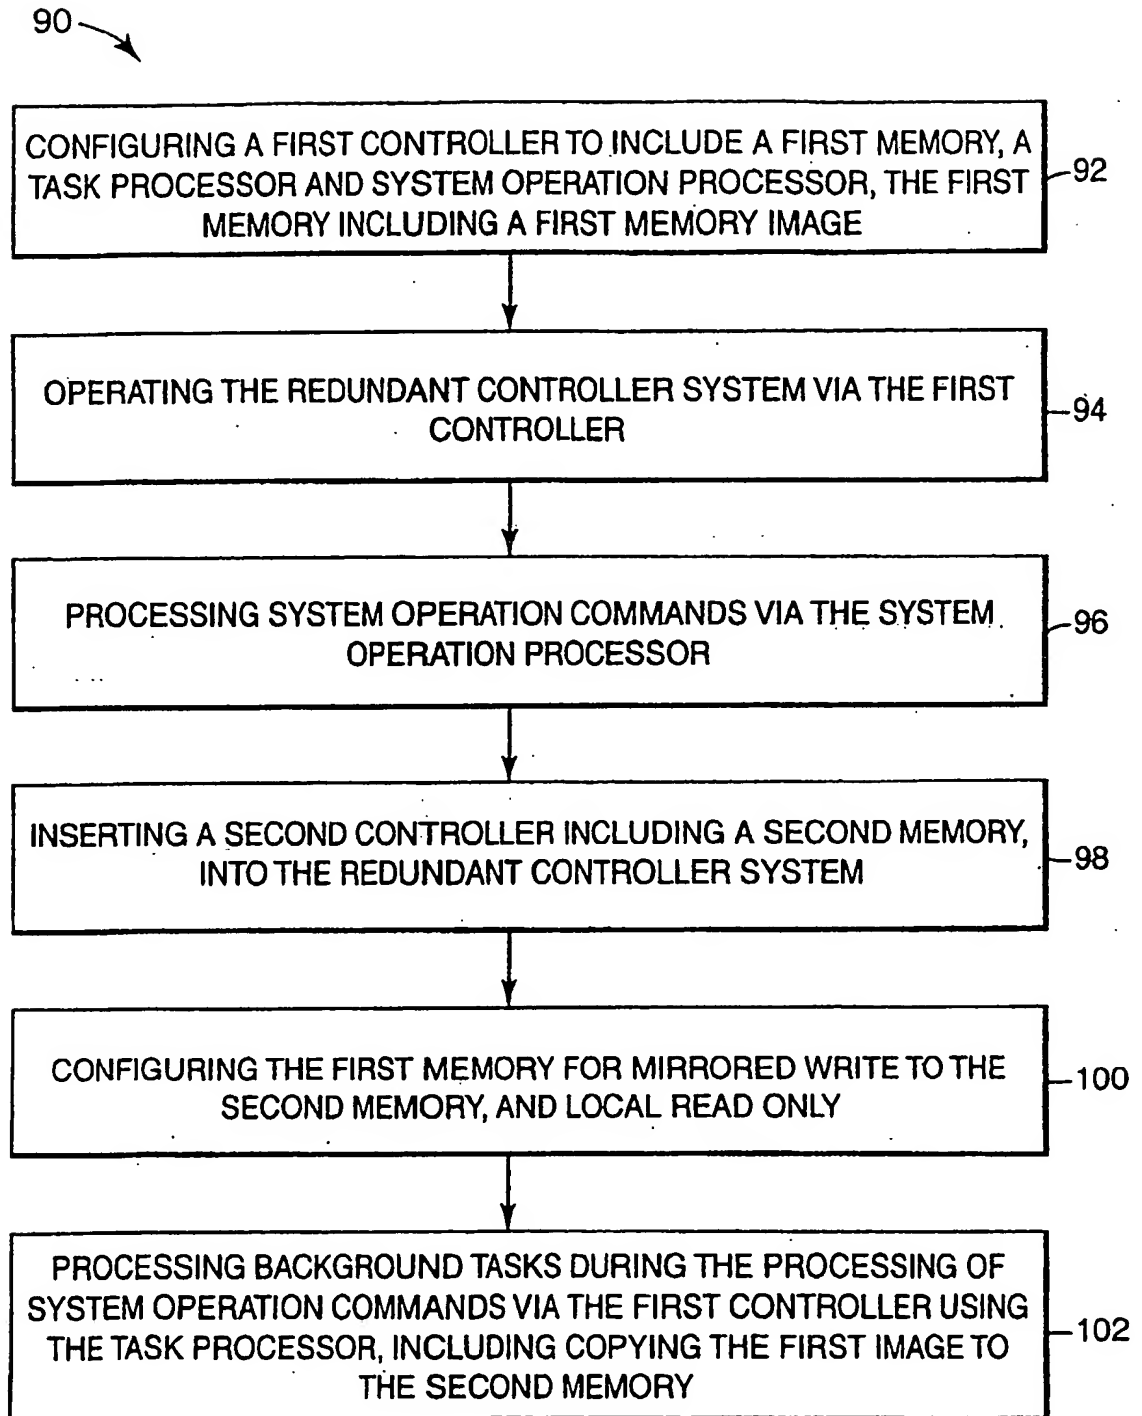 90
CONFIGURING A FIRST CONTROLLER TO INCLUDE A FIRST MEMORY, A
TASK PROCESSOR AND SYSTEM OPERATION PROCESSOR, THE FIRST
MEMORY INCLUDING A FIRST MEMORY IMAGE
92
OPERATING THE REDUNDANT CONTROLLER SYSTEM VIA THE FIRST
CONTROLLER
94
PROCESSING SYSTEM OPERATION COMMANDS VIA THE SYSTEM
OPERATION PROCESSOR
96
INSERTING A SECOND CONTROLLER INCLUDING A SECOND MEMORY,
INTO THE REDUNDANT CONTROLLER SYSTEM
98
CONFIGURING THE FIRST MEMORY FOR MIRRORED WRITE TO THE
SECOND MEMORY, AND LOCAL READ ONLY
100
PROCESSING BACKGROUND TASKS DURING THE PROCESSING OF
SYSTEM OPERATION COMMANDS VIA THE FIRST CONTROLLER USING
THE TASK PROCESSOR, INCLUDING COPYING THE FIRST IMAGE TO
THE SECOND MEMORY
102